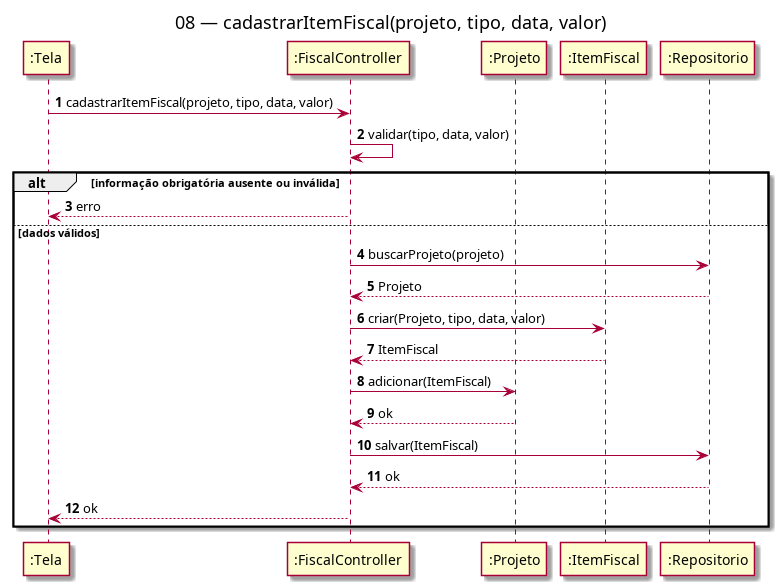 08 — cadastrarItemFiscal(projeto, tipo, data, valor)
:Tela :FiscalController :Projeto :ItemFiscal :Repositorio
1 cadastrarItemFiscal(projeto, tipo, data, valor)
2 validar(tipo, data, valor)
alt [informação obrigatória ausente ou inválida]
3 erro
[dados válidos]
4 buscarProjeto(projeto)
5 Projeto
6 criar(Projeto, tipo, data, valor)
7 ItemFiscal
8 adicionar(ItemFiscal)
9 ok
10 salvar(ItemFiscal)
11 ok
12 ok
:Tela :FiscalController :Projeto :ItemFiscal :Repositorio